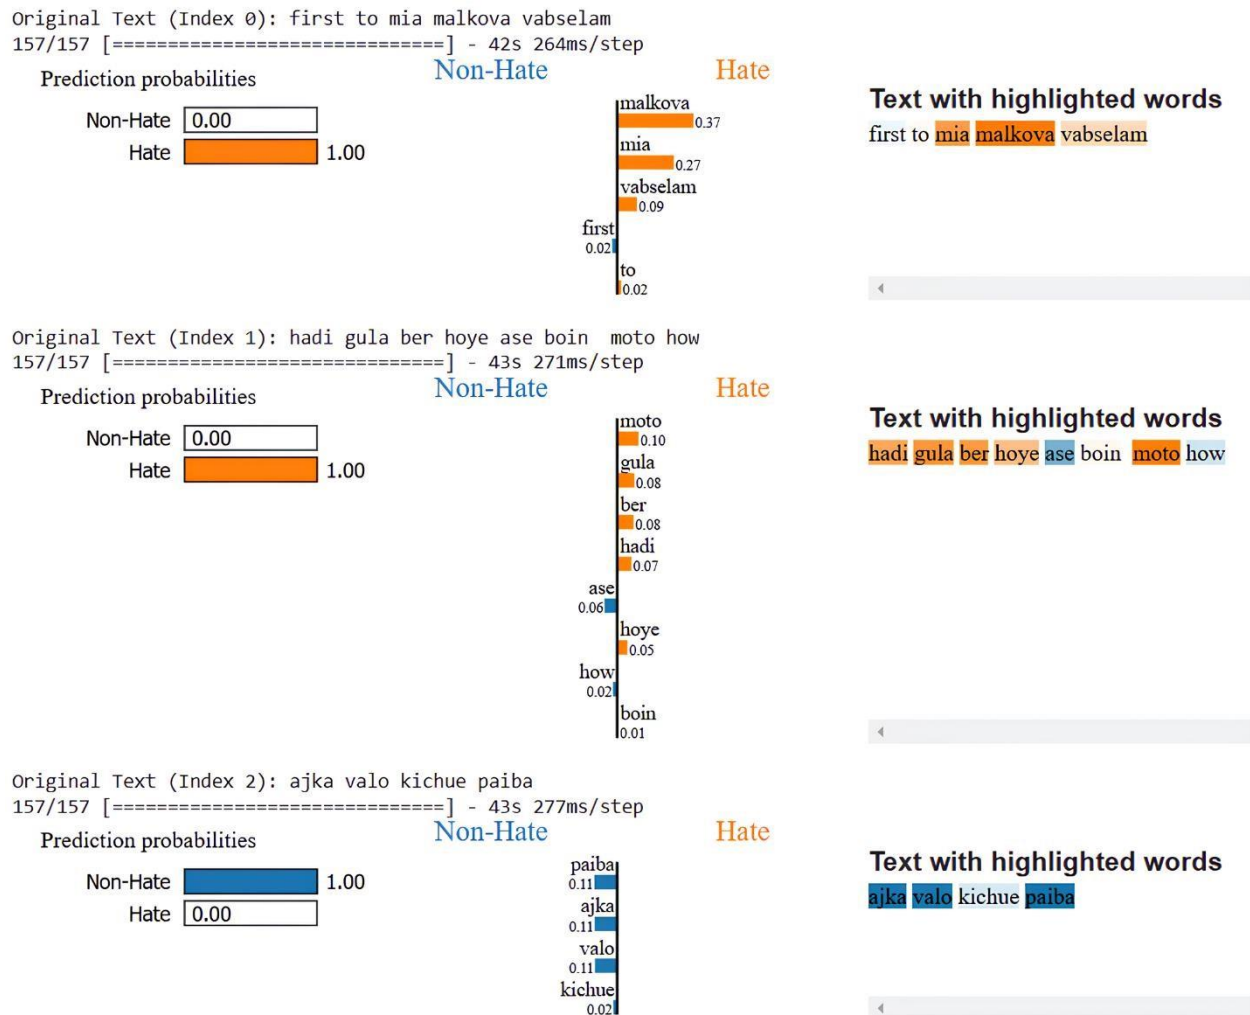 Original Text (Index 0): first to mia malkova vabselam
157/157 [==============================] - 42s 264ms/step
Prediction probabilities
Non-Hate 0.00
Hate 1.00
Non-Hate Hate
malkova
0.37
mia
0.27
vabselam
0.09
first
0.02
to
0.02
Text with highlighted words
first to mia malkova vabselam
Original Text (Index 1): hadi gula ber hoye ase boin  moto how
157/157 [==============================] - 43s 271ms/step
Prediction probabilities
Non-Hate 0.00
Hate 1.00
Non-Hate Hate
moto
0.10
gula
0.08
ber
0.08
hadi
0.07
ase
0.06
hoye
0.05
how
0.02
boin
0.01
Text with highlighted words
hadi gula ber hoye ase boin  moto how
Original Text (Index 2): ajka valo kichue paiba
157/157 [==============================] - 43s 277ms/step
Prediction probabilities
Non-Hate 1.00
Hate 0.00
Non-Hate Hate
paiba
0.11
ajka
0.11
valo
0.11
kichue
0.02
Text with highlighted words
ajka valo kichue paiba